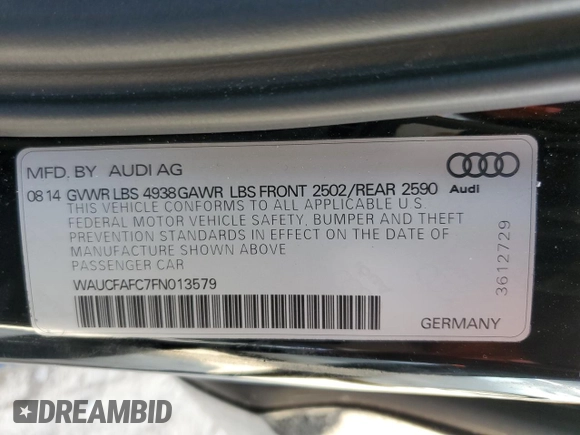 MFD. BY AUDI AG
08 14 GVWR LBS 4938 GAWR LBS FRONT 2502/REAR 2590
Audi
THIS VEHICLE CONFORMS TO ALL APPLICABLE U S
FEDERAL MOTOR VEHICLE SAFETY, BUMPER AND THEFT
PREVENTION STANDARDS IN EFFECT ON THE DATE OF
MANUFACTURE SHOWN ABOVE
PASSENGER CAR
WAUCFAFC7FN013579
3612729
GERMANY
DREAMBID